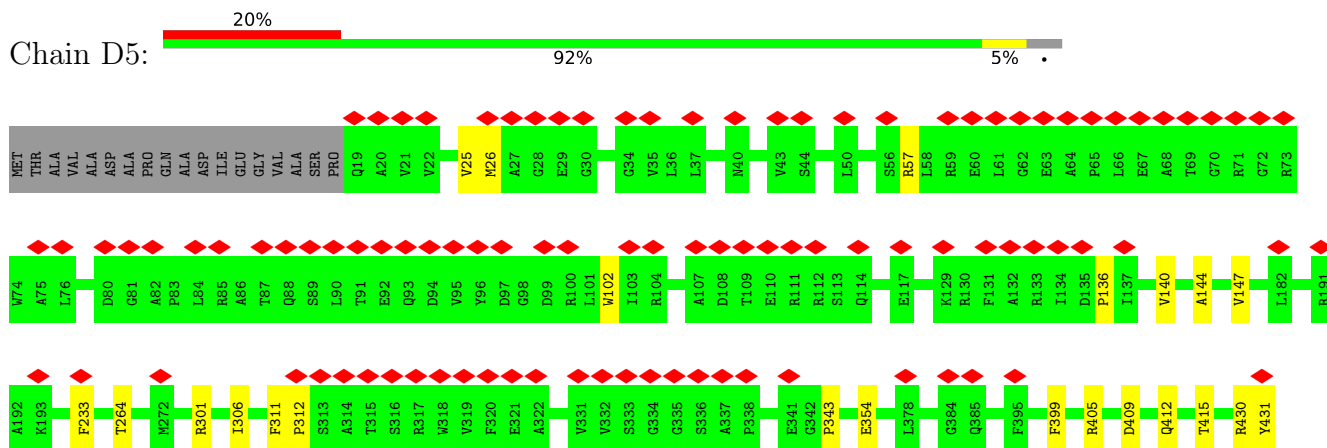 20%
Chain D5:
92% 5% •
MET THR ALA VAL ALA ASP ALA PRO GLN ALA ASP ILE GLU GLY VAL ALA SER PRO Q19 A20 V21 V22 V25 M26 A27 G28 E29 G30 G34 V35 L36 L37 N40 V43 S44 L50 S56 R57 L58 R59 E60 L61 G62 E63 A64 P65 L66 E67 A68 T69 G70 R71 G72 R73
W74 A75 L76 D80 G81 A82 P83 L84 R85 A86 T87 Q88 S89 L90 T91 E92 Q93 D94 V95 Y96 D97 G98 D99 R100 L101 W102 I103 R104 A107 D108 T109 E110 R111 R112 S113 Q114 E117 K129 R130 F131 A132 R133 I134 D135 P136 I137 V140 A144 V147 L182 R191
A192 K193 F233 T264 M272 R301 I306 F311 P312 S313 A314 T315 S316 R317 W318 V319 F320 E321 A322 V331 V332 S333 G334 G335 S336 A337 P338 E341 G342 P343 E354 L378 G384 Q385 F395 F399 R405 D409 Q412 T415 R430 Y431